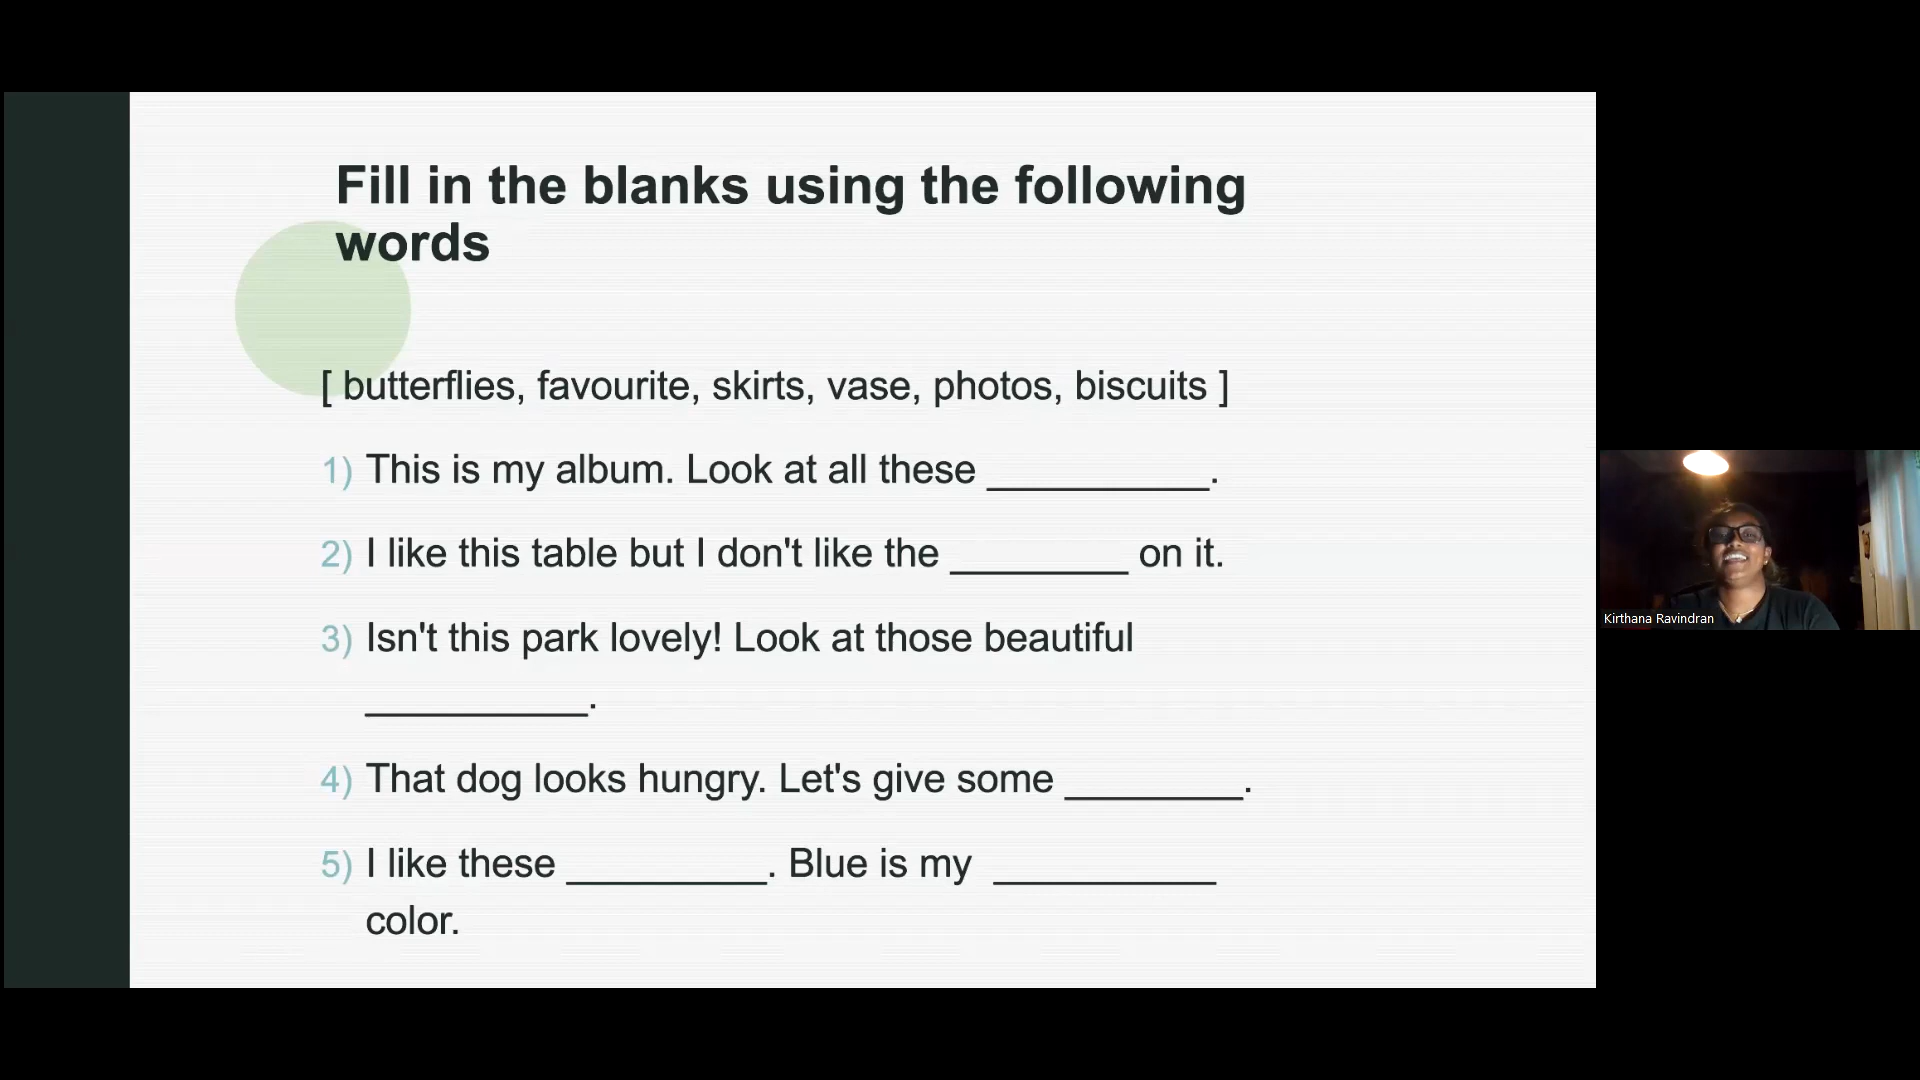 Fill in the blanks using the following
words
[ butterflies, favourite, skirts, vase, photos, biscuits ]
1) This is my album. Look at all these ___________.
2) I like this table but I don't like the ________ on it.
3) Isn't this park lovely! Look at those beautiful
___________.
4) That dog looks hungry. Let's give some ________.
5) I like these _________. Blue is my __________
color.
Kirthana Ravindran